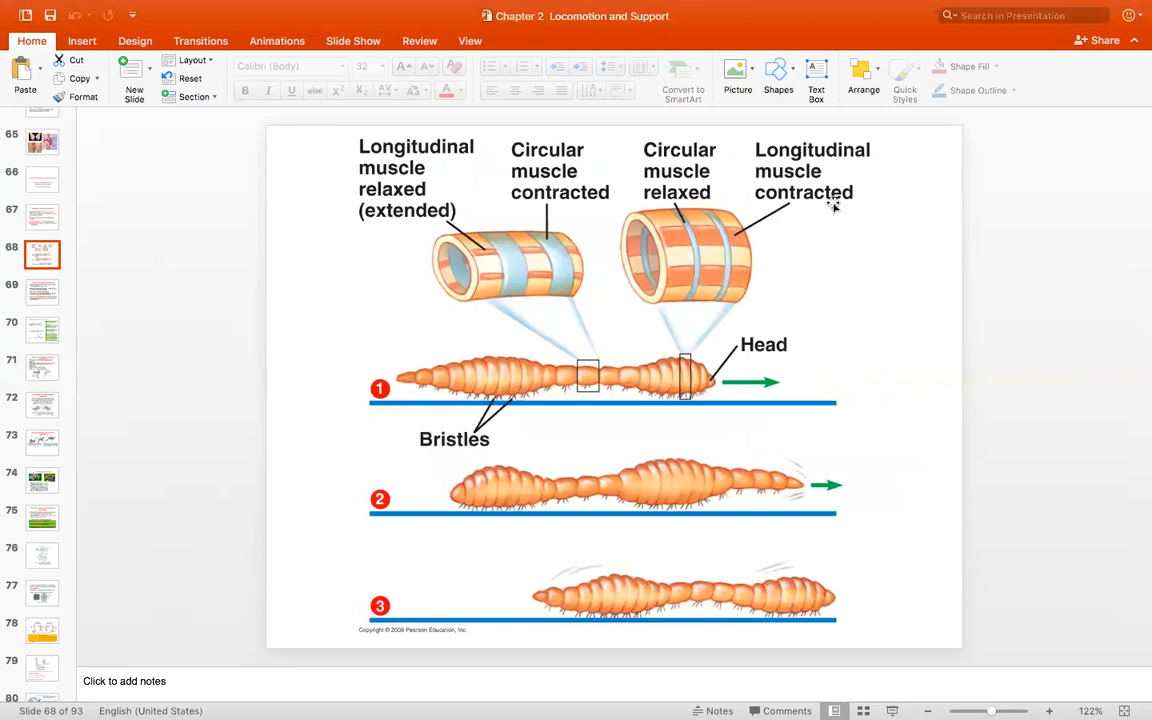 Chapter 2 Locomotion and Support
Search in Presentation
Home Insert Design Transitions Animations Slide Show Review View
Share
Paste
Cut
Copy
Format
New
Slide
Layout
Reset
Section
Calibri (Body) 32
B I U abc X² X₂ AV Aa A
Convert to
SmartArt
Picture
Shapes
Text
Box
Arrange
Quick
Styles
Shape Fill
Shape Outline
65
66
67
68
69
70
71
72
73
74
75
76
77
78
79
80
Longitudinal
muscle
relaxed
(extended)
Circular
muscle
contracted
Circular
muscle
relaxed
Longitudinal
muscle
contracted
Head
1
Bristles
2
3
Copyright © 2009 Pearson Education, Inc.
Click to add notes
Slide 68 of 93 English (United States) Notes Comments 122%